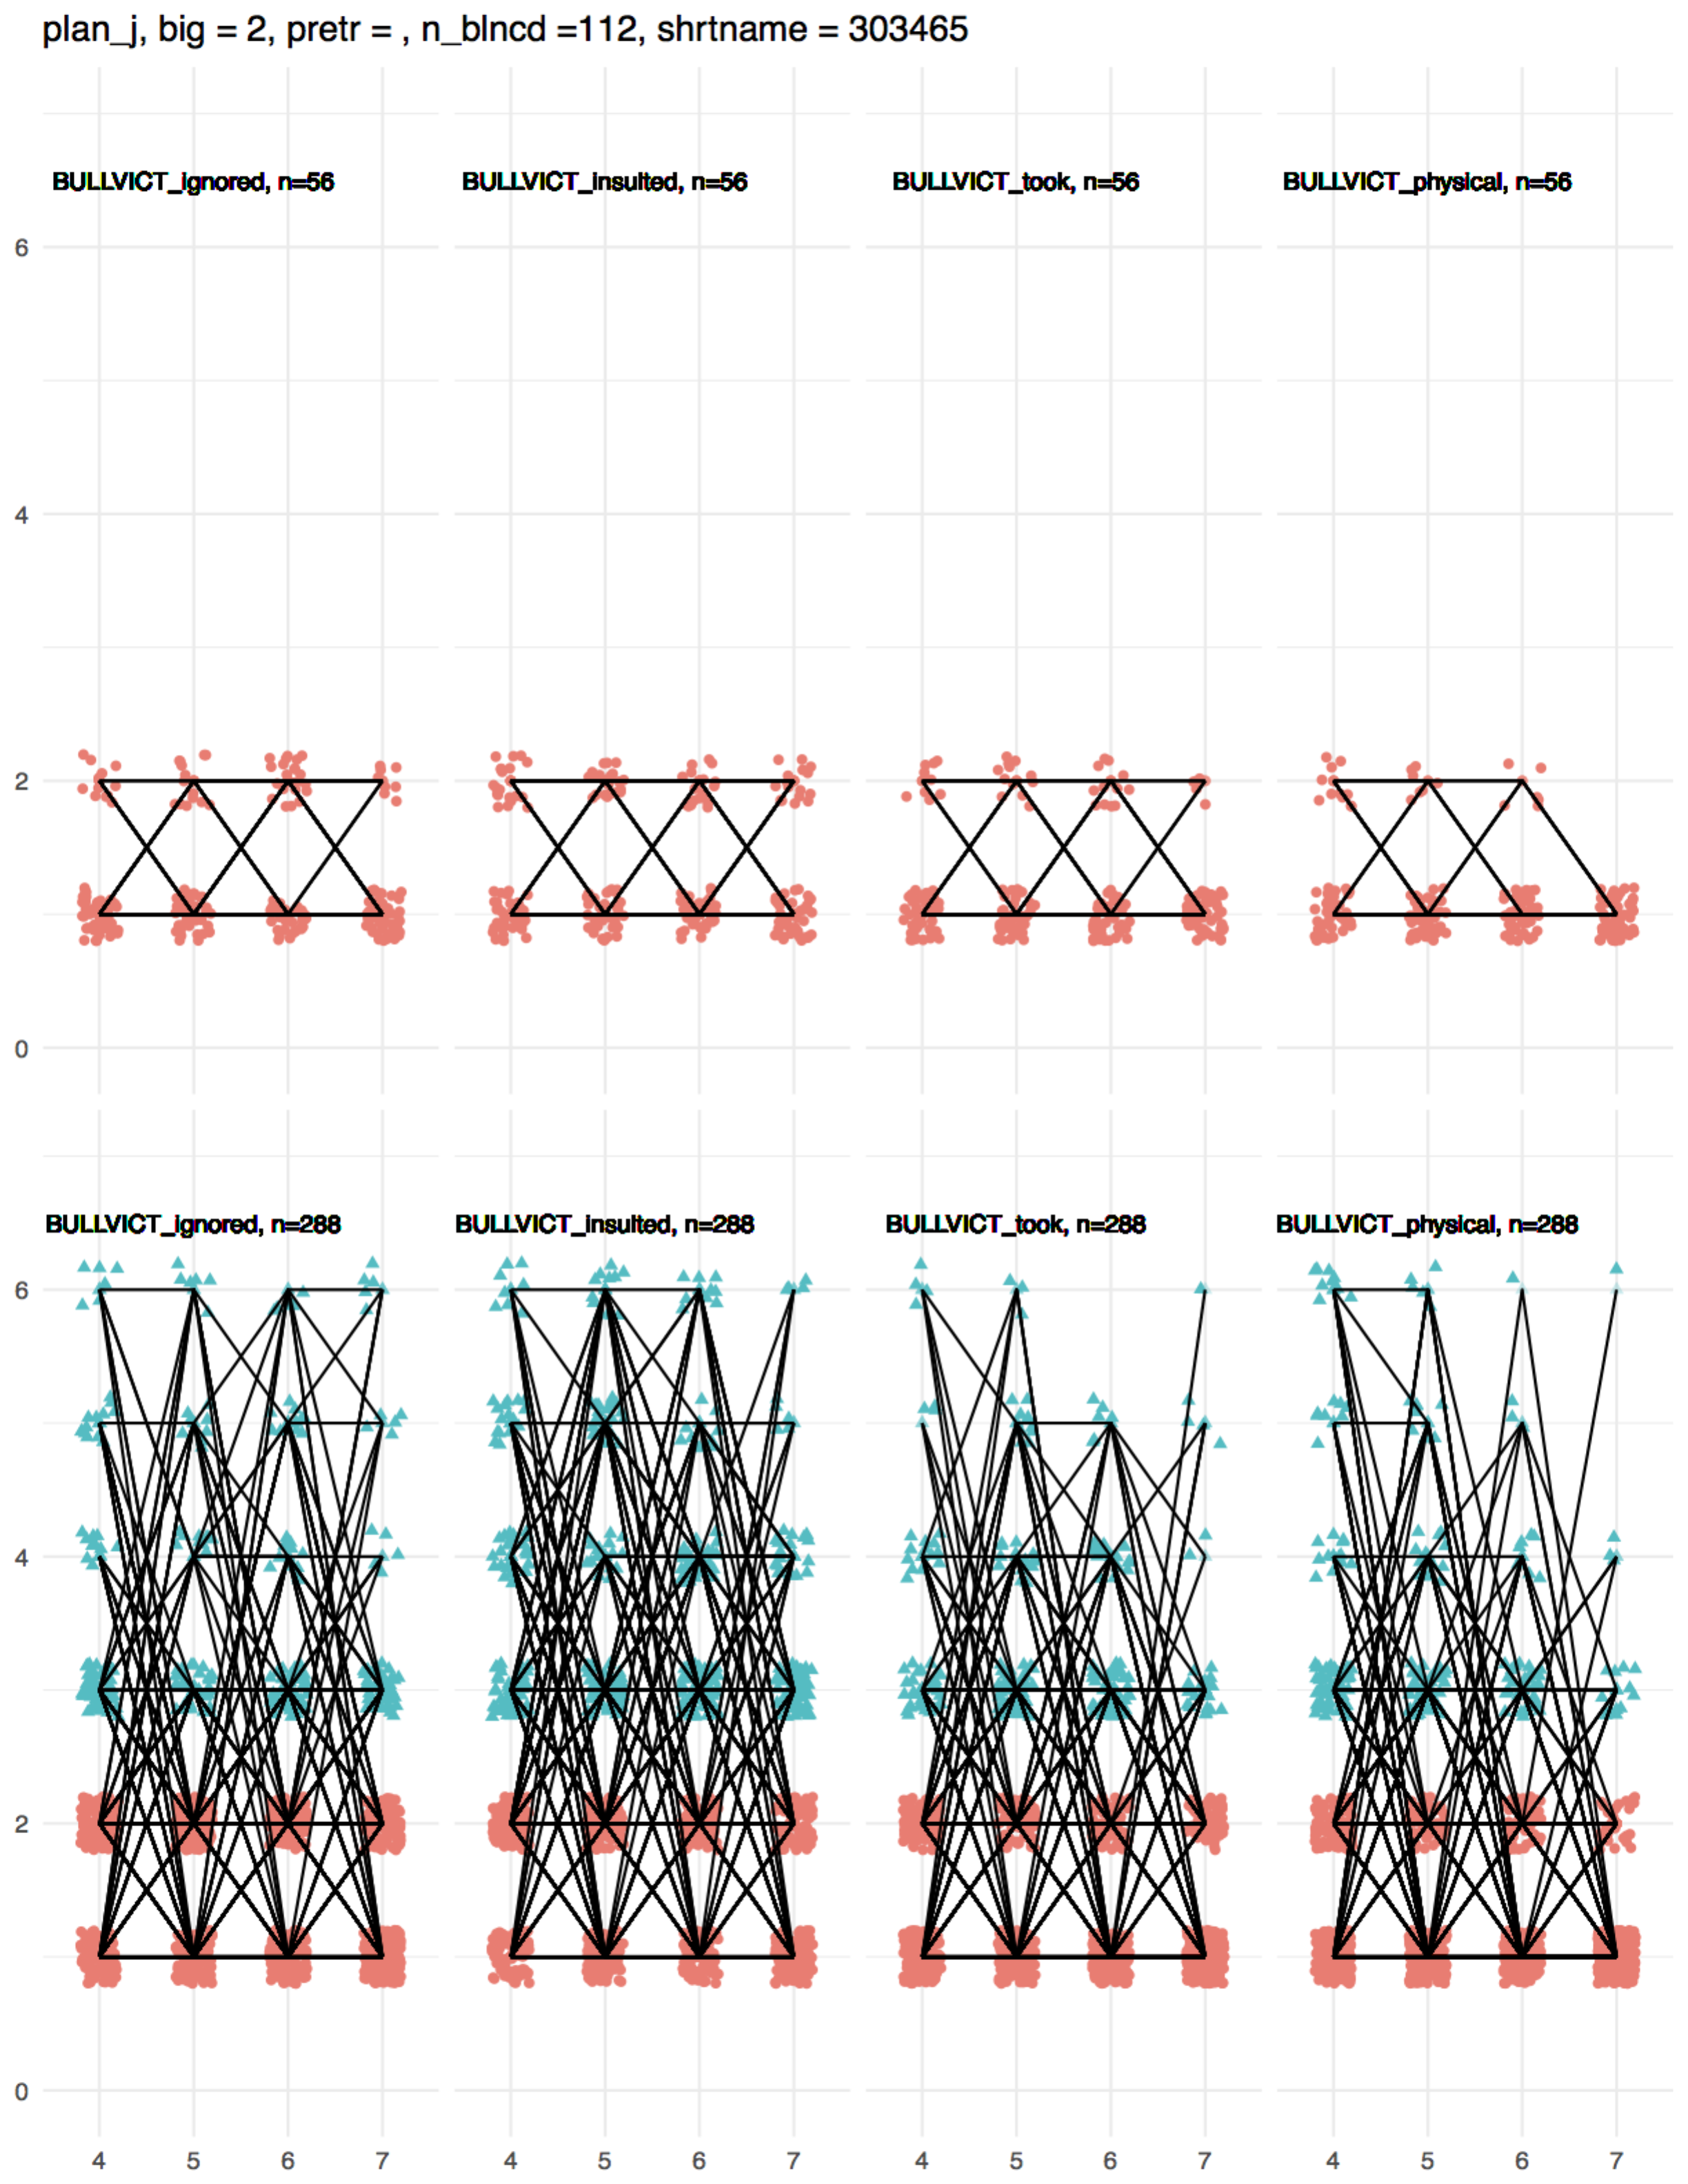 plan_j, big = 2, pretr = , n_blncd =112, shrtname = 303465
BULLVICT_ignored, n=56 BULLVICT_insulted, n=56 BULLVICT_took, n=56 BULLVICT_physical, n=56
6
4
2
0
BULLVICT_ignored, n=288 BULLVICT_insulted, n=288 BULLVICT_took, n=288 BULLVICT_physical, n=288
6
4
2
0
4 5 6 7 4 5 6 7 4 5 6 7 4 5 6 7